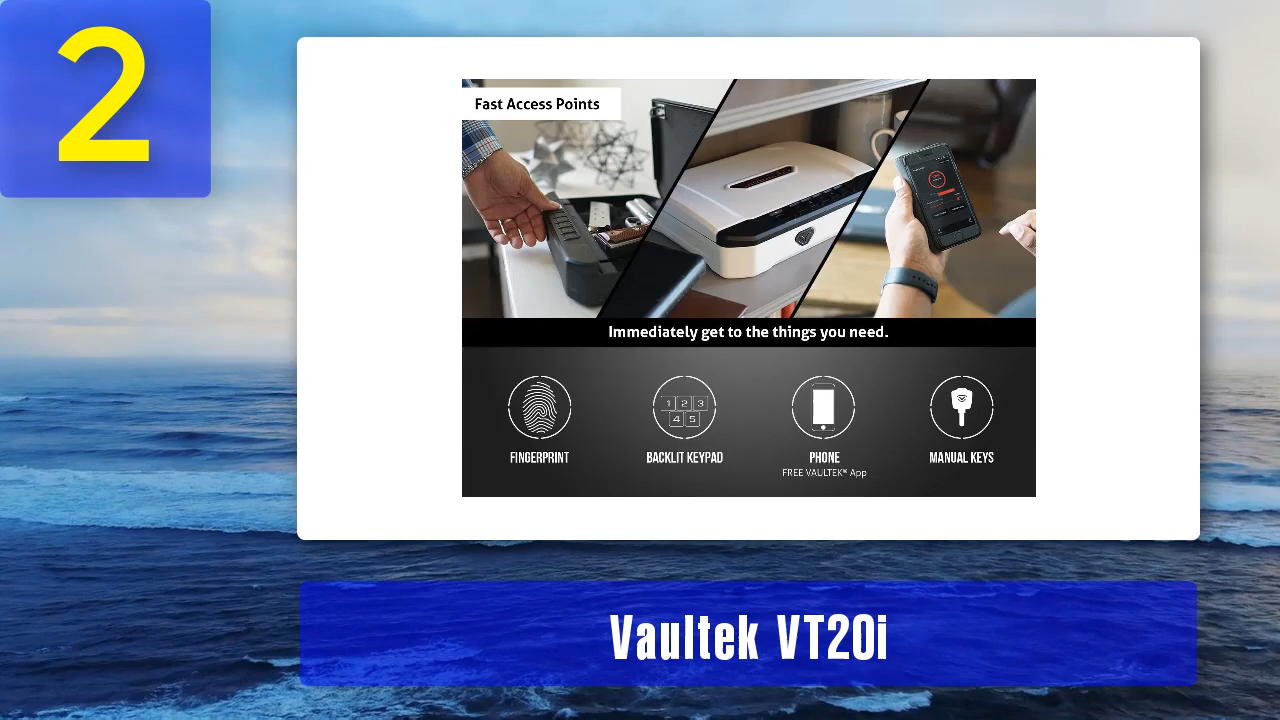 2
Fast Access Points
Immediately get to the things you need.
1 2 3
4 5
FINGERPRINT
BACKLIT KEYPAD
PHONE
FREE VAULTEK® App
MANUAL KEYS
Vaultek VT20i